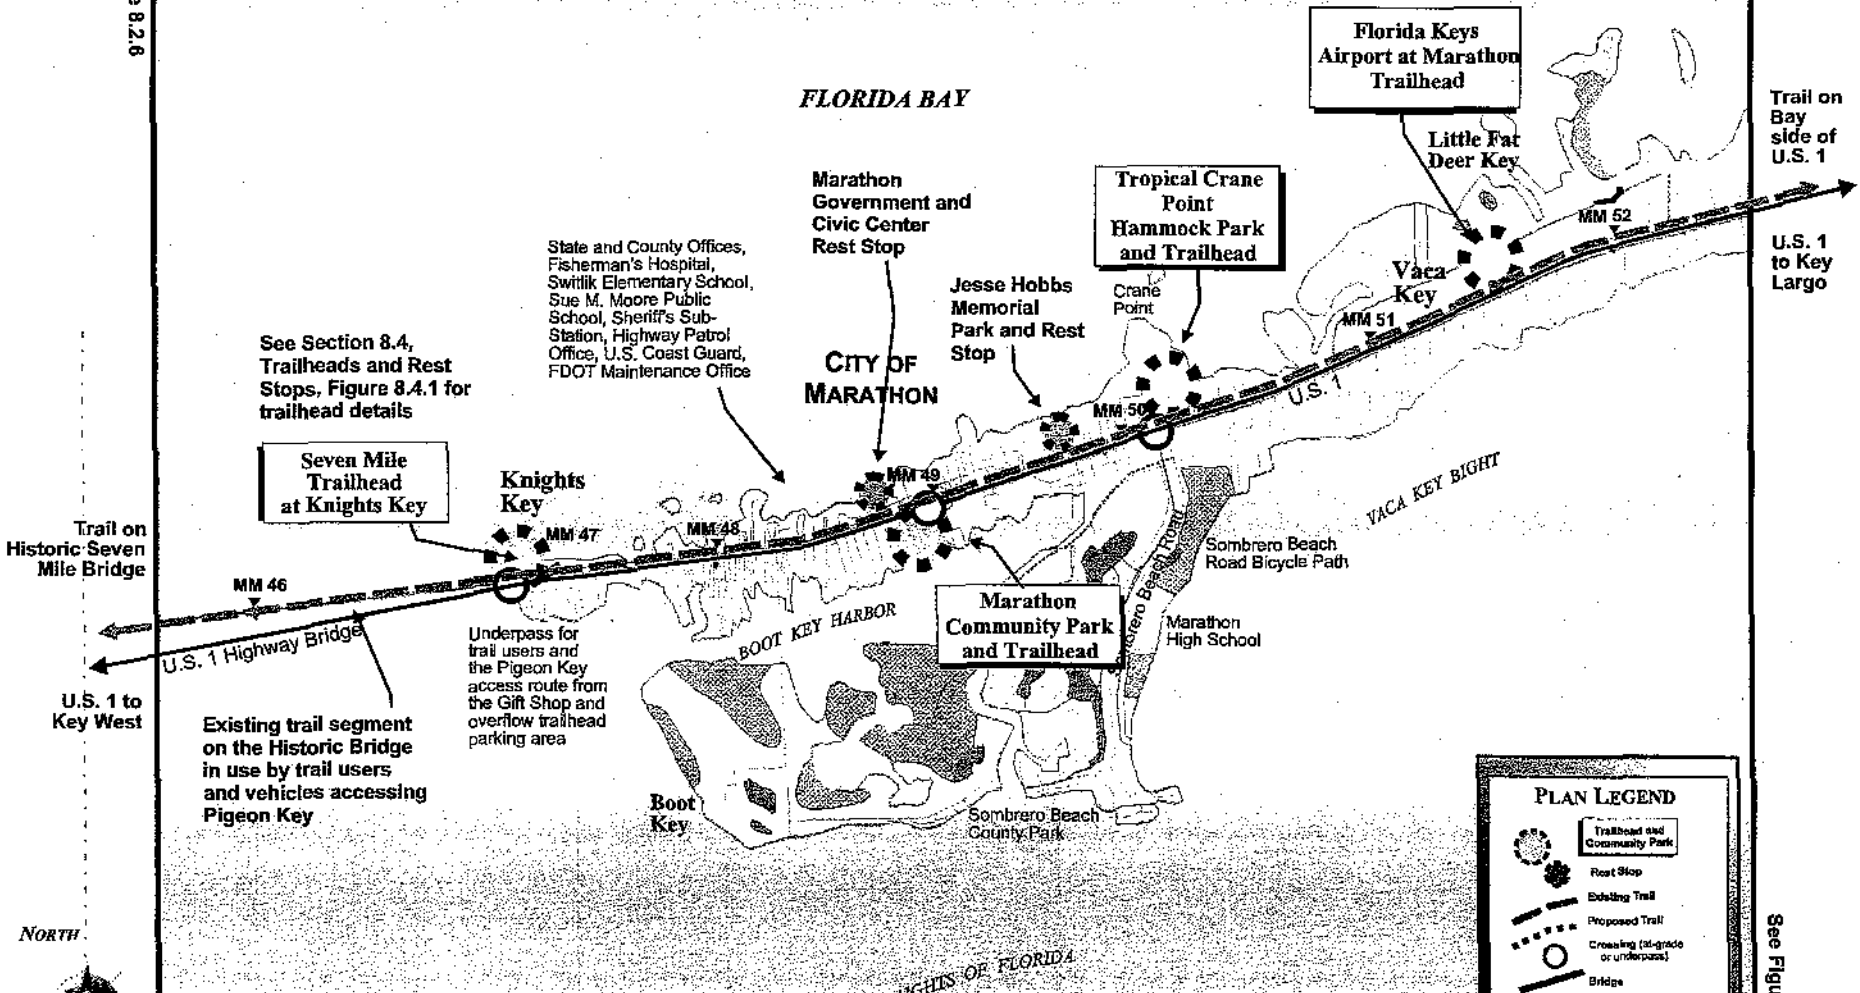 8.2.6
FLORIDA BAY
Florida Keys
Airport at Marathon
Trailhead
Little Fat
Deer Key
Trail on
Bay
side of
U.S. 1
U.S. 1
to Key
Largo
MM 52
Vaca
Key
MM 51
U.S. 1
Tropical Crane
Point
Hammock Park
and Trailhead
Crane
Point
MM 50
Jesse Hobbs
Memorial
Park and Rest
Stop
Marathon
Government and
Civic Center
Rest Stop
CITY OF
MARATHON
MM 49
State and County Offices,
Fisherman's Hospital,
Switlik Elementary School,
Sue M. Moore Public
School, Sheriff's Sub-
Station, Highway Patrol
Office, U.S. Coast Guard,
FDOT Maintenance Office
See Section 8.4,
Trailheads and Rest
Stops, Figure 8.4.1 for
trailhead details
Seven Mile
Trailhead
at Knights Key
Knights
Key
MM 47
MM 48
Trail on
Historic Seven
Mile Bridge
MM 46
U.S. 1 Highway Bridge
U.S. 1 to
Key West
Existing trail segment
on the Historic Bridge
in use by trail users
and vehicles accessing
Pigeon Key
Underpass for
trail users and
the Pigeon Key
access route from
the Gift Shop and
overflow trailhead
parking area
BOOT KEY HARBOR
Marathon
Community Park
and Trailhead
VACA KEY BIGHT
Sombrero Beach
Road Bicycle Path
Sombrero Beach Road
Marathon
High School
Boot
Key
Sombrero Beach
County Park
OF FLORIDA
NORTH
PLAN LEGEND
Trailhead and
Community Park
Rest Stop
Existing Trail
Proposed Trail
Crossing (at-grade
or underpass)
Bridge
See